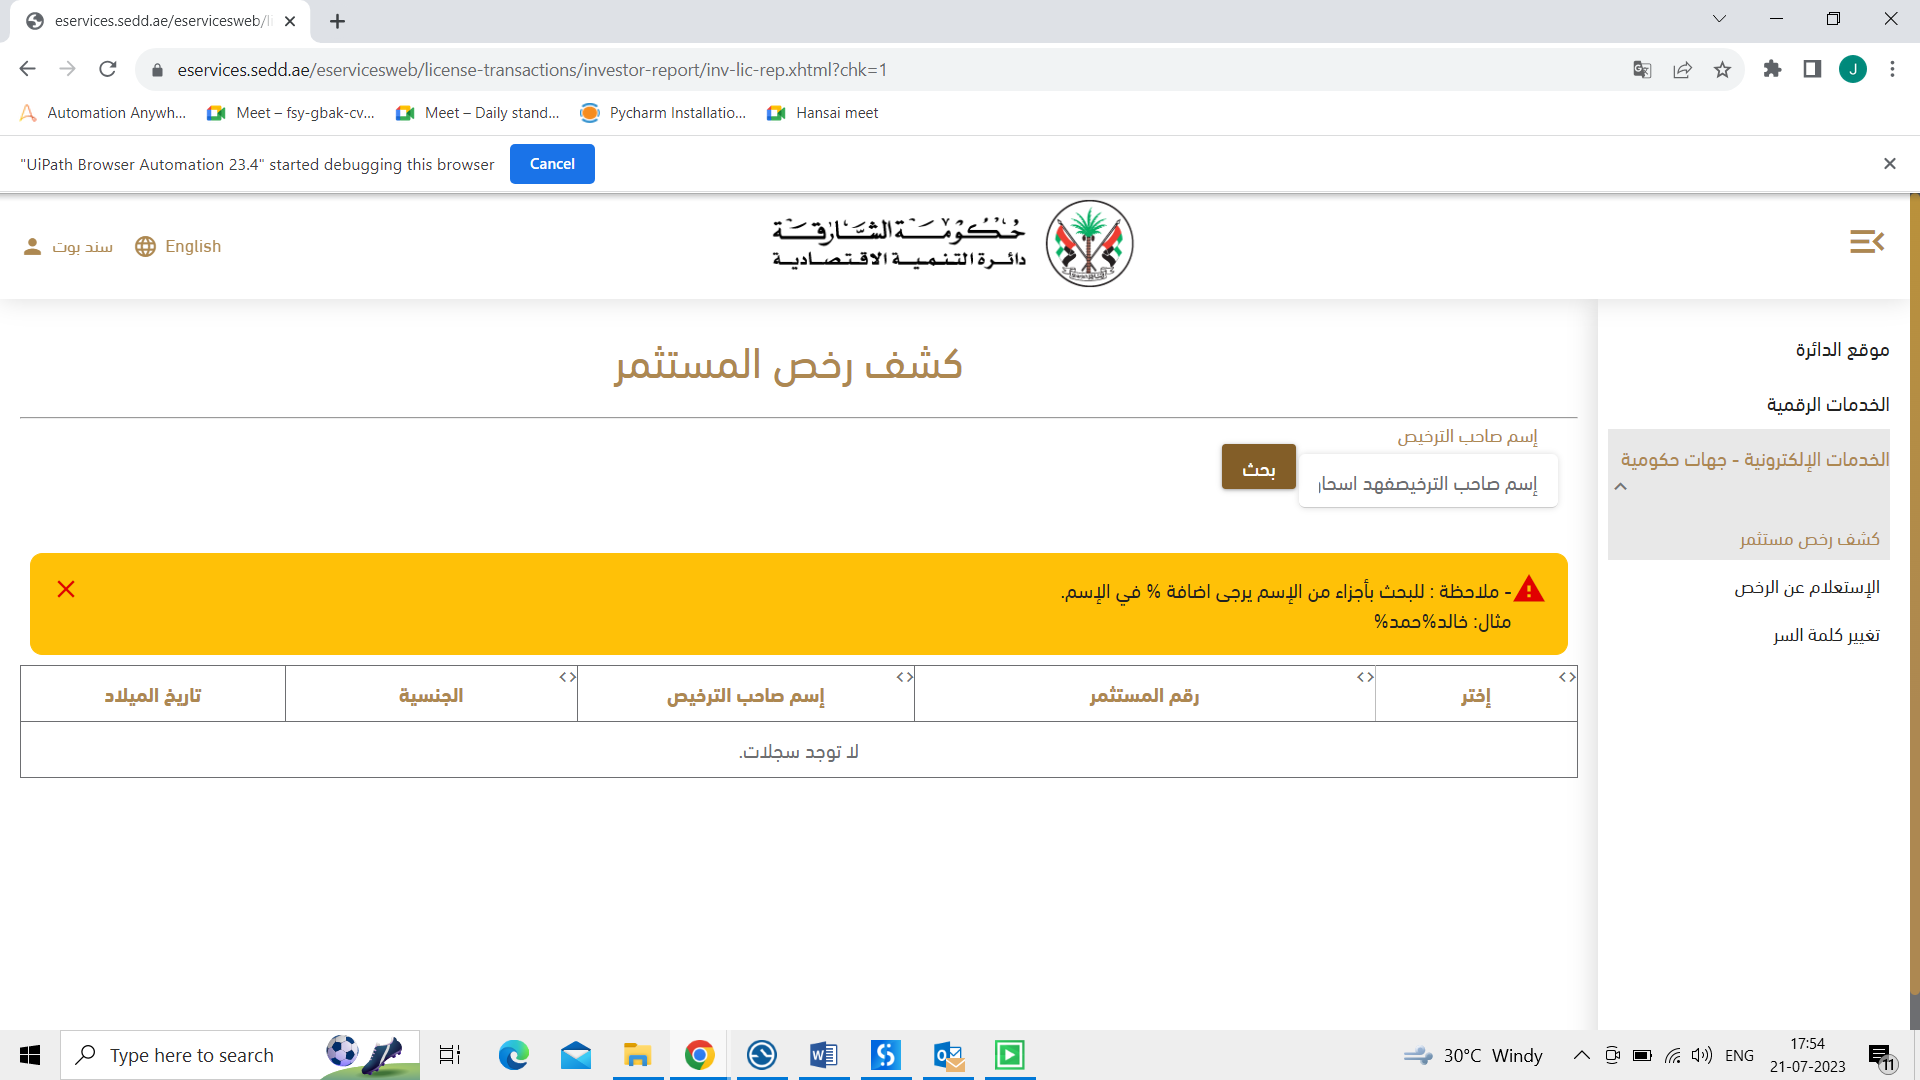 eservices.sedd.ae/eservicesweb/li
eservices.sedd.ae/eservicesweb/license-transactions/investor-report/inv-lic-rep.xhtml?chk=1
J
Automation Anywh...
Meet – fsy-gbak-cv...
Meet – Daily stand...
Pycharm Installatio...
Hansai meet
"UiPath Browser Automation 23.4" started debugging this browser
Cancel
سند بوت
English
حكومة الشارقة
دائرة التنمية الاقتصادية
موقع الدائرة
الخدمات الرقمية
الخدمات الإلكترونية - جهات حكومية
كشف رخص مستثمر
الإستعلام عن الرخص
تغيير كلمة السر
كشف رخص المستثمر
إسم صاحب الترخيص
إسم صاحب الترخيصفهد اسحاق
بحث
- ملاحظة : للبحث بأجزاء من الإسم يرجى اضافة % في الإسم.
مثال: خالد%حمد%
إختر
رقم المستثمر
إسم صاحب الترخيص
الجنسية
تاريخ الميلاد
لا توجد سجلات.
Type here to search
30°C Windy
ENG
17:54
21-07-2023
11